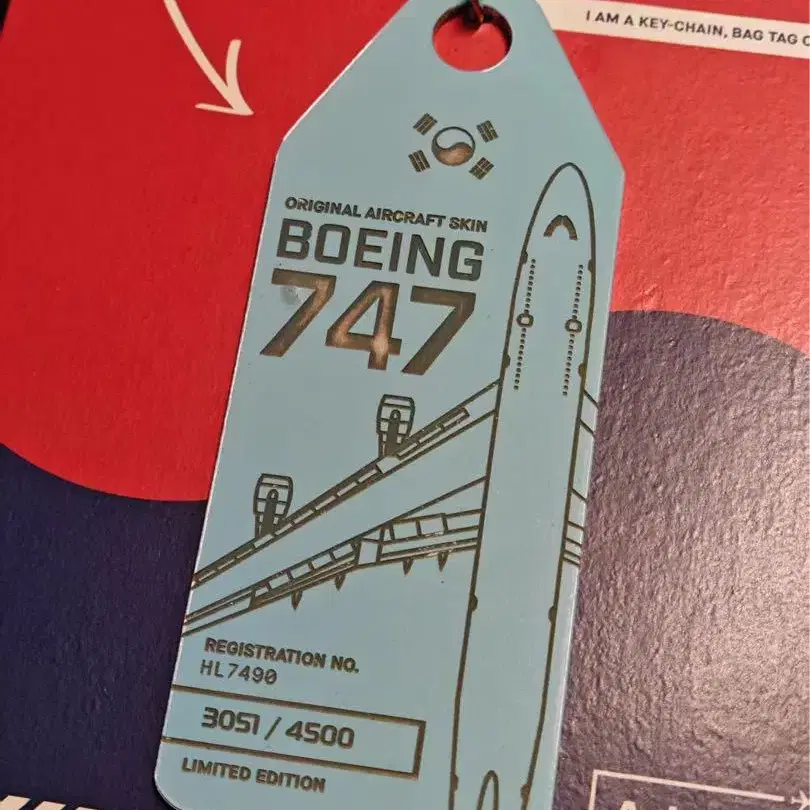 I AM A KEY-CHAIN, BAG TAG
ORIGINAL AIRCRAFT SKIN
BOEING
747
REGISTRATION NO.
HL7490
3051 / 4500
LIMITED EDITION